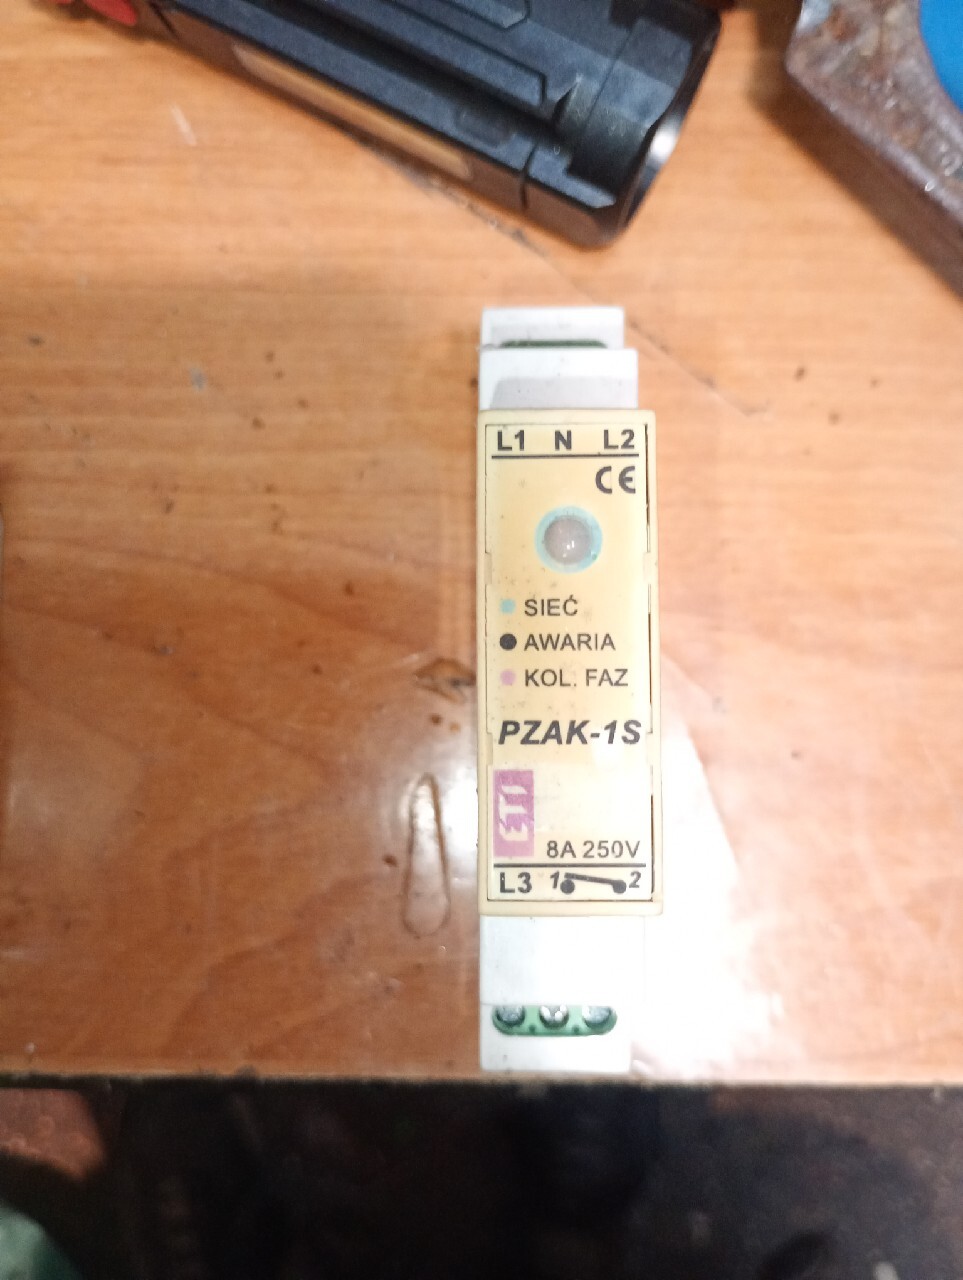 L1 N L2
CE
SIEĆ
AWARIA
KOL. FAZ
PZAK-1S
ETI
8A 250V
L3 1 2